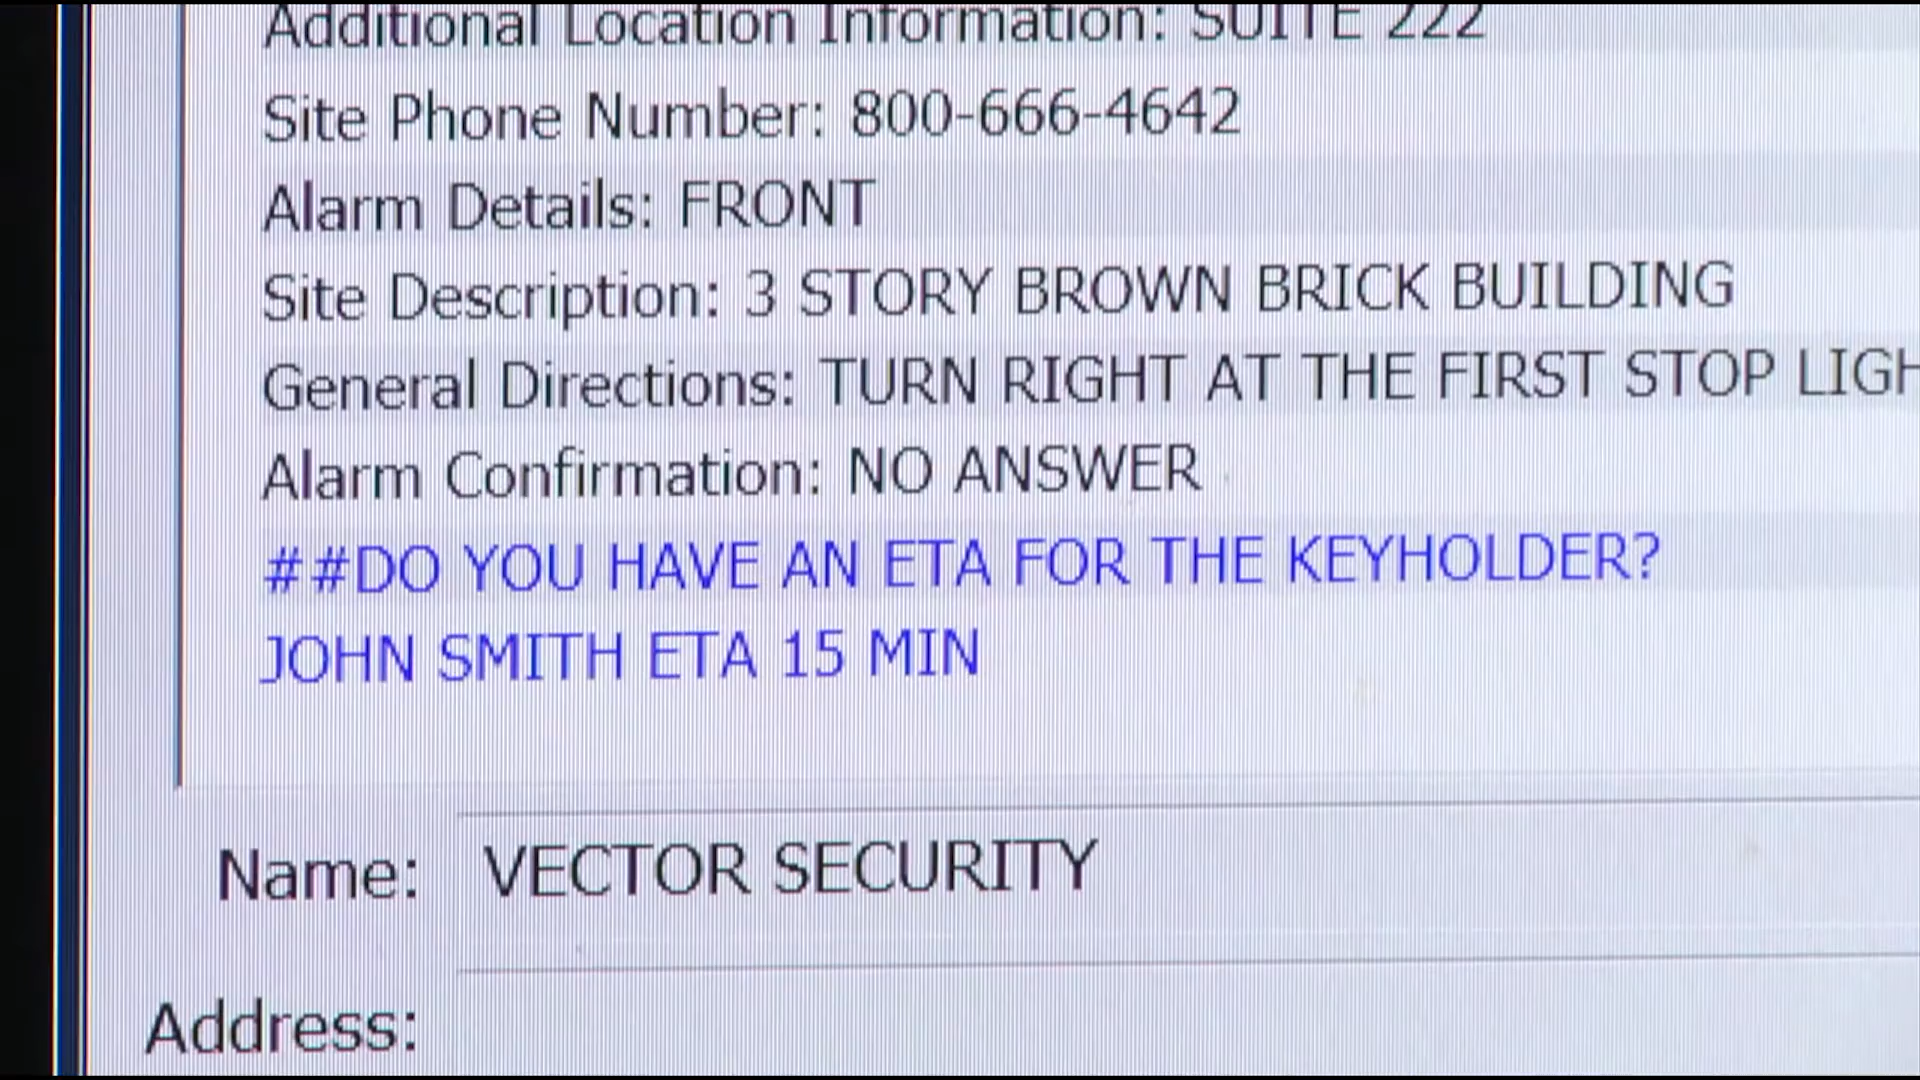 Additional Location Information: SUITE 222
Site Phone Number: 800-666-4642
Alarm Details: FRONT
Site Description: 3 STORY BROWN BRICK BUILDING
General Directions: TURN RIGHT AT THE FIRST STOP LIGH
Alarm Confirmation: NO ANSWER
##DO YOU HAVE AN ETA FOR THE KEYHOLDER?
JOHN SMITH ETA 15 MIN
Name: VECTOR SECURITY
Address: